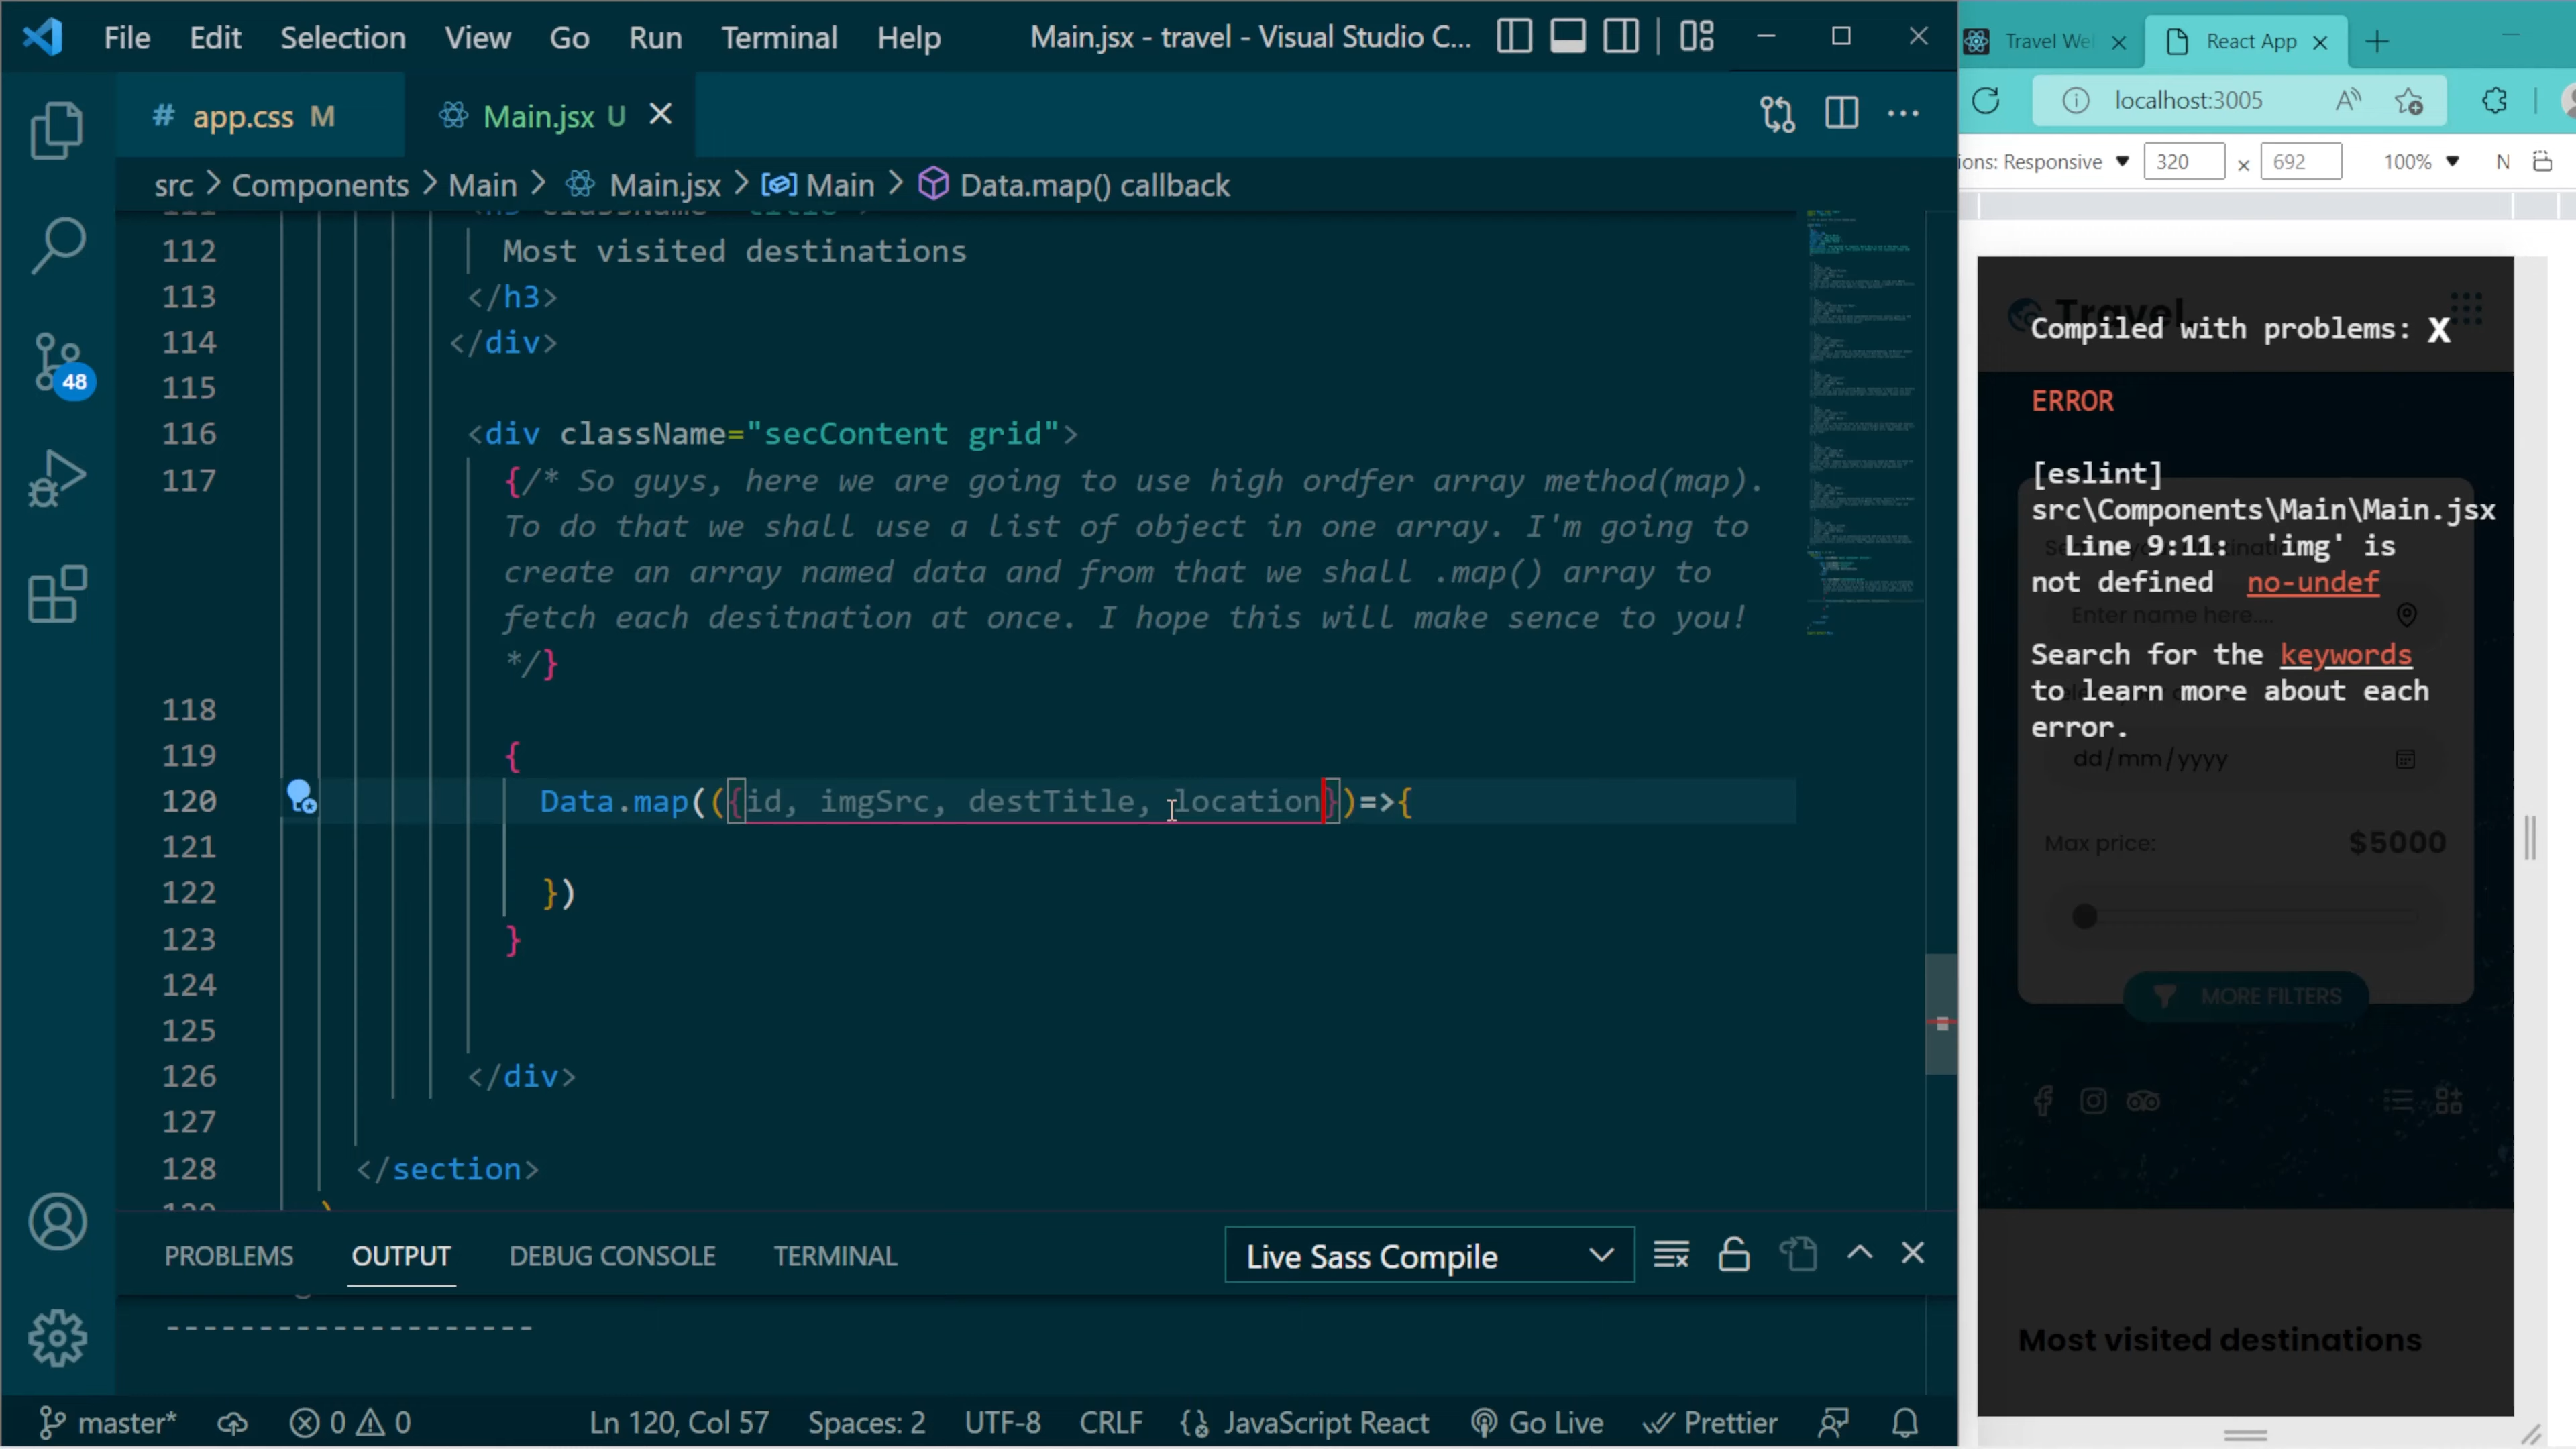 File Edit Selection View Go Run Terminal Help Main.jsx - travel - Visual Studio C...
# app.css M Main.jsx U
src > Components > Main > Main.jsx > Main > Data.map() callback
112 Most visited destinations
113 </h3>
114 </div>
115
116 <div className="secContent grid">
117 {/* So guys, here we are going to use high ordfer array method(map).
To do that we shall use a list of object in one array. I'm going to
create an array named data and from that we shall .map() array to
fetch each desitnation at once. I hope this will make sence to you!
*/}
118
119 {
120 Data.map(({id, imgSrc, destTitle, location})=>{
121
122 })
123 }
124
125
126 </div>
127
128 </section>
48
PROBLEMS OUTPUT DEBUG CONSOLE TERMINAL Live Sass Compile
--------------------
master* 0 0 Ln 120, Col 57 Spaces: 2 UTF-8 CRLF JavaScript React Go Live Prettier
React App
localhost:3005
ions: Responsive 320 x 692 100% N
Travel.
Compiled with problems: X
ERROR
[eslint]
src\Components\Main\Main.jsx
Line 9:11: 'img' is
not defined no-undef
Enter name here....
Search for the keywords
to learn more about each
error.
dd/mm/yyyy
Max price: $5000
MORE FILTERS
Most visited destinations